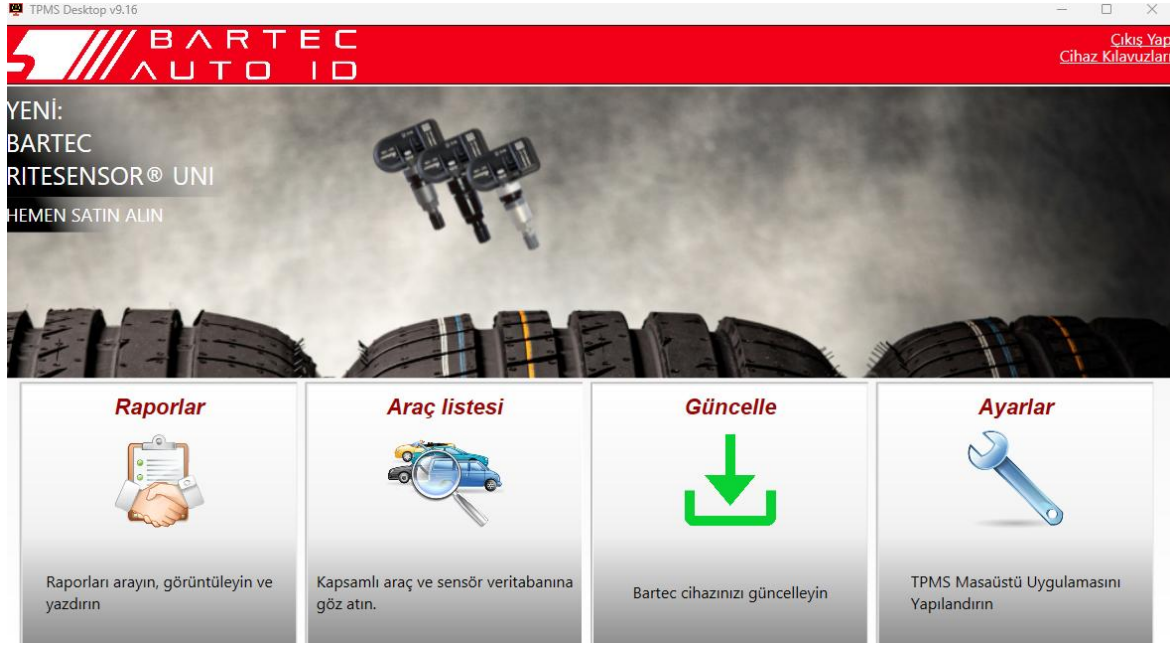 TPMS Desktop v9.16
BARTEC
AUTO ID
Çıkış Yap
Cihaz Kılavuzları
YENİ:
BARTEC
RITESENSOR® UNI
HEMEN SATIN ALIN
Raporlar
Araç listesi
Güncelle
Ayarlar
Raporları arayın, görüntüleyin ve
yazdırın
Kapsamlı araç ve sensör veritabanına
göz atın.
Bartec cihazınızı güncelleyin
TPMS Masaüstü Uygulamasını
Yapılandırın